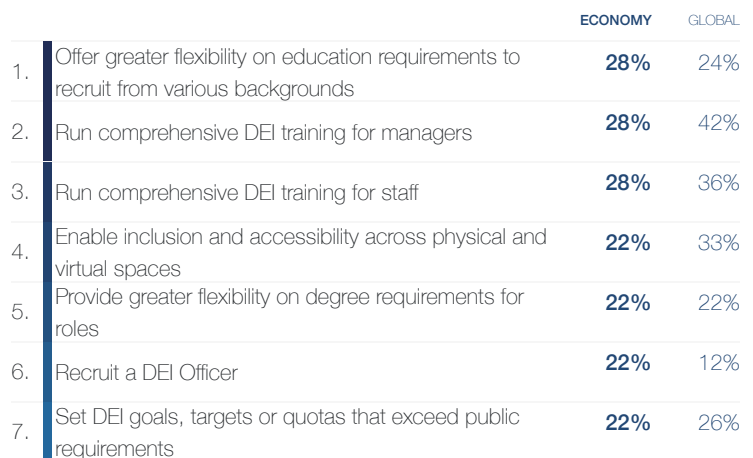 ECONOMY GLOBAL
1. Offer greater flexibility on education requirements to
recruit from various backgrounds 28% 24%
2. Run comprehensive DEI training for managers 28% 42%
3. Run comprehensive DEI training for staff 28% 36%
4. Enable inclusion and accessibility across physical and
virtual spaces 22% 33%
5. Provide greater flexibility on degree requirements for
roles 22% 22%
6. Recruit a DEI Officer 22% 12%
7. Set DEI goals, targets or quotas that exceed public
requirements 22% 26%